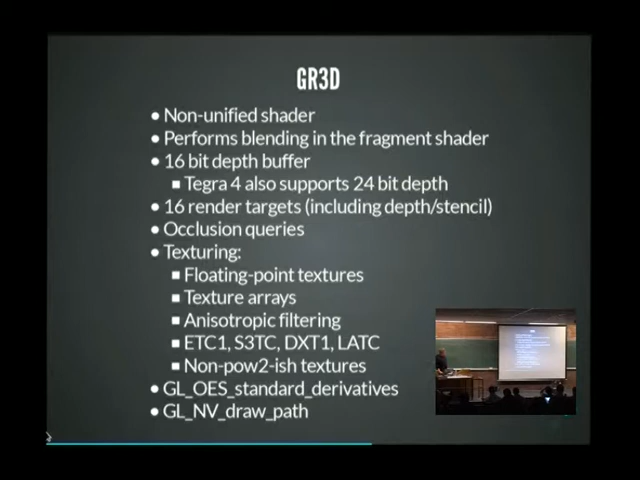 GR3D
• Non-unified shader
• Performs blending in the fragment shader
• 16 bit depth buffer
▪ Tegra 4 also supports 24 bit depth
• 16 render targets (including depth/stencil)
• Occlusion queries
• Texturing:
▪ Floating-point textures
▪ Texture arrays
▪ Anisotropic filtering
▪ ETC1, S3TC, DXT1, LATC
▪ Non-pow2-ish textures
• GL_OES_standard_derivatives
• GL_NV_draw_path